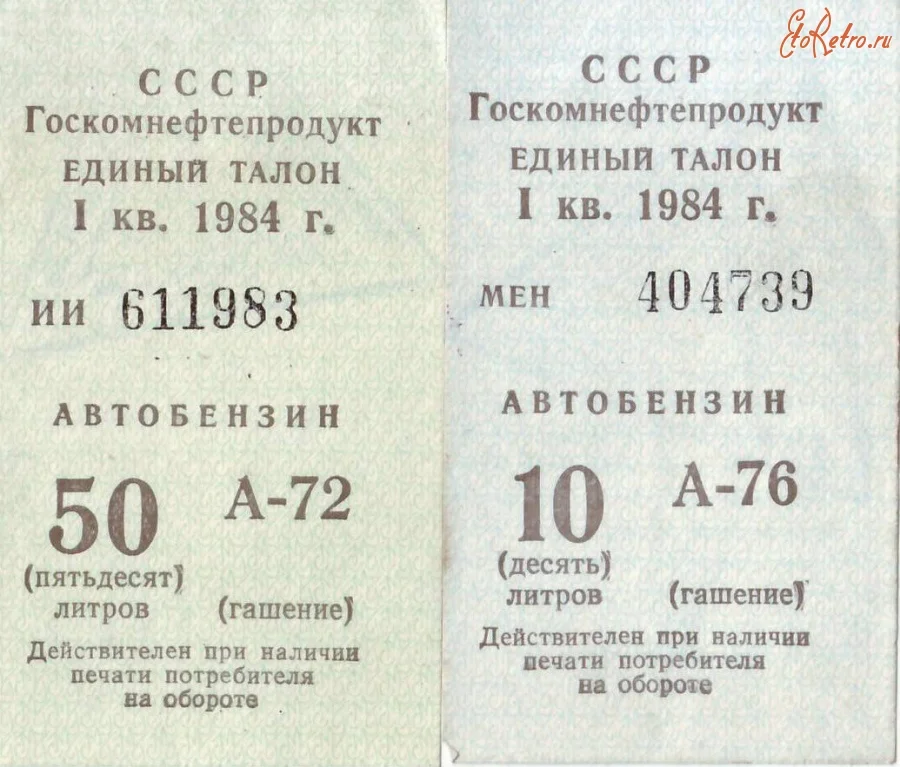 EtoRetro.ru
СССР
Госкомнефтепродукт
ЕДИНЫЙ ТАЛОН
I кв. 1984 г.
ИИ 611983
АВТОБЕНЗИН
50 А-72
(пятьдесят)
литров (гашение)
Действителен при наличии
печати потребителя
на обороте
СССР
Госкомнефтепродукт
ЕДИНЫЙ ТАЛОН
I кв. 1984 г.
МЕН 404739
АВТОБЕНЗИН
10 А-76
(десять)
литров (гашение)
Действителен при наличии
печати потребителя
на обороте